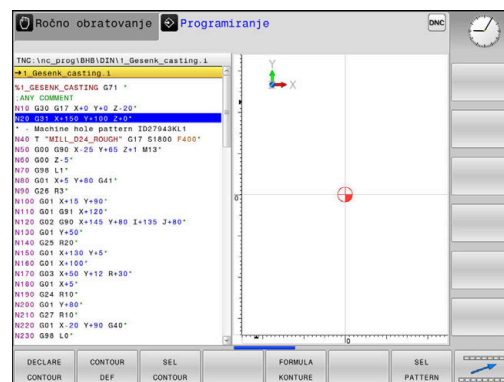 Ročno obratovanje
Programiranje
DNC
TNC:\nc_prog\BHB\DIN\1_Gesenk_casting.i
→1_Gesenk_casting.i
%1_GESENK_CASTING G71 *
;ANY COMMENT
N10 G30 G17 X+0 Y+0 Z-20*
N20 G31 X+150 Y+100 Z+0*
* - Machine hole pattern ID27943KL1
N40 T "MILL_D24_ROUGH" G17 S1800 F400*
N50 G00 G90 X-25 Y+65 Z+1 M13*
N60 G00 Z-5*
N70 G98 L1*
N80 G01 X+5 Y+80 G41*
N90 G26 R3*
N100 G01 X+15 Y+90*
N110 G01 G91 X+120*
N120 G02 G90 X+145 Y+80 I+135 J+80*
N130 G01 Y+50*
N140 G25 R20*
N150 G01 X+130 Y+5*
N160 G01 X+100*
N170 G03 X+50 Y+12 R+30*
N180 G01 X+5*
N190 G24 R10*
N200 G01 Y+80*
N210 G27 R10*
N220 G01 X-20 Y+90 G40*
N230 G98 L0*
Y
X
0
0
DECLARE CONTOUR
CONTOUR DEF
SEL CONTOUR
FORMULA KONTURE
SEL PATTERN